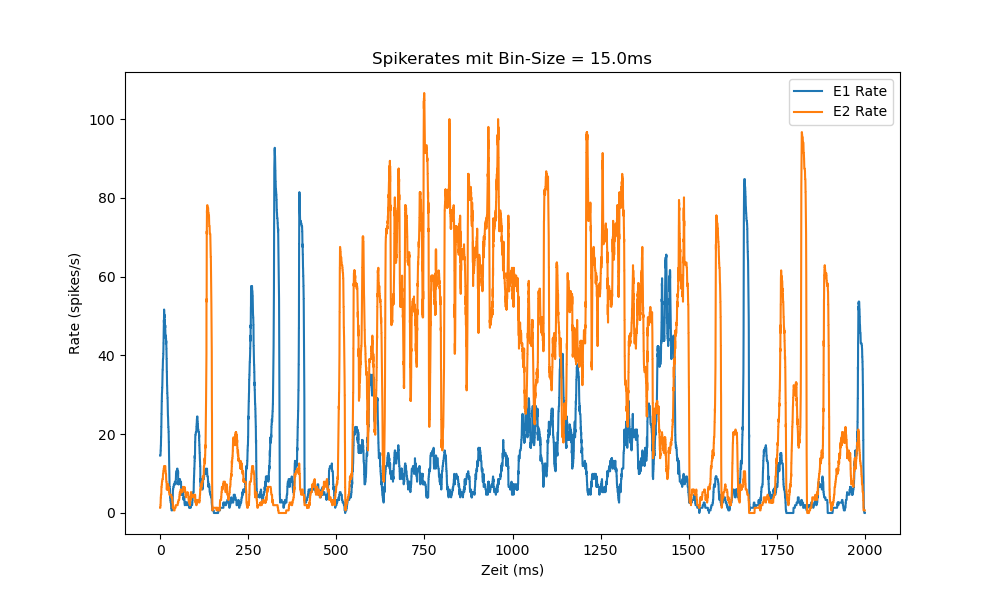 Spikerates mit Bin-Size = 15.0ms
E1 Rate
E2 Rate
Rate (spikes/s)
100
80
60
40
20
0
0 250 500 750 1000 1250 1500 1750 2000
Zeit (ms)